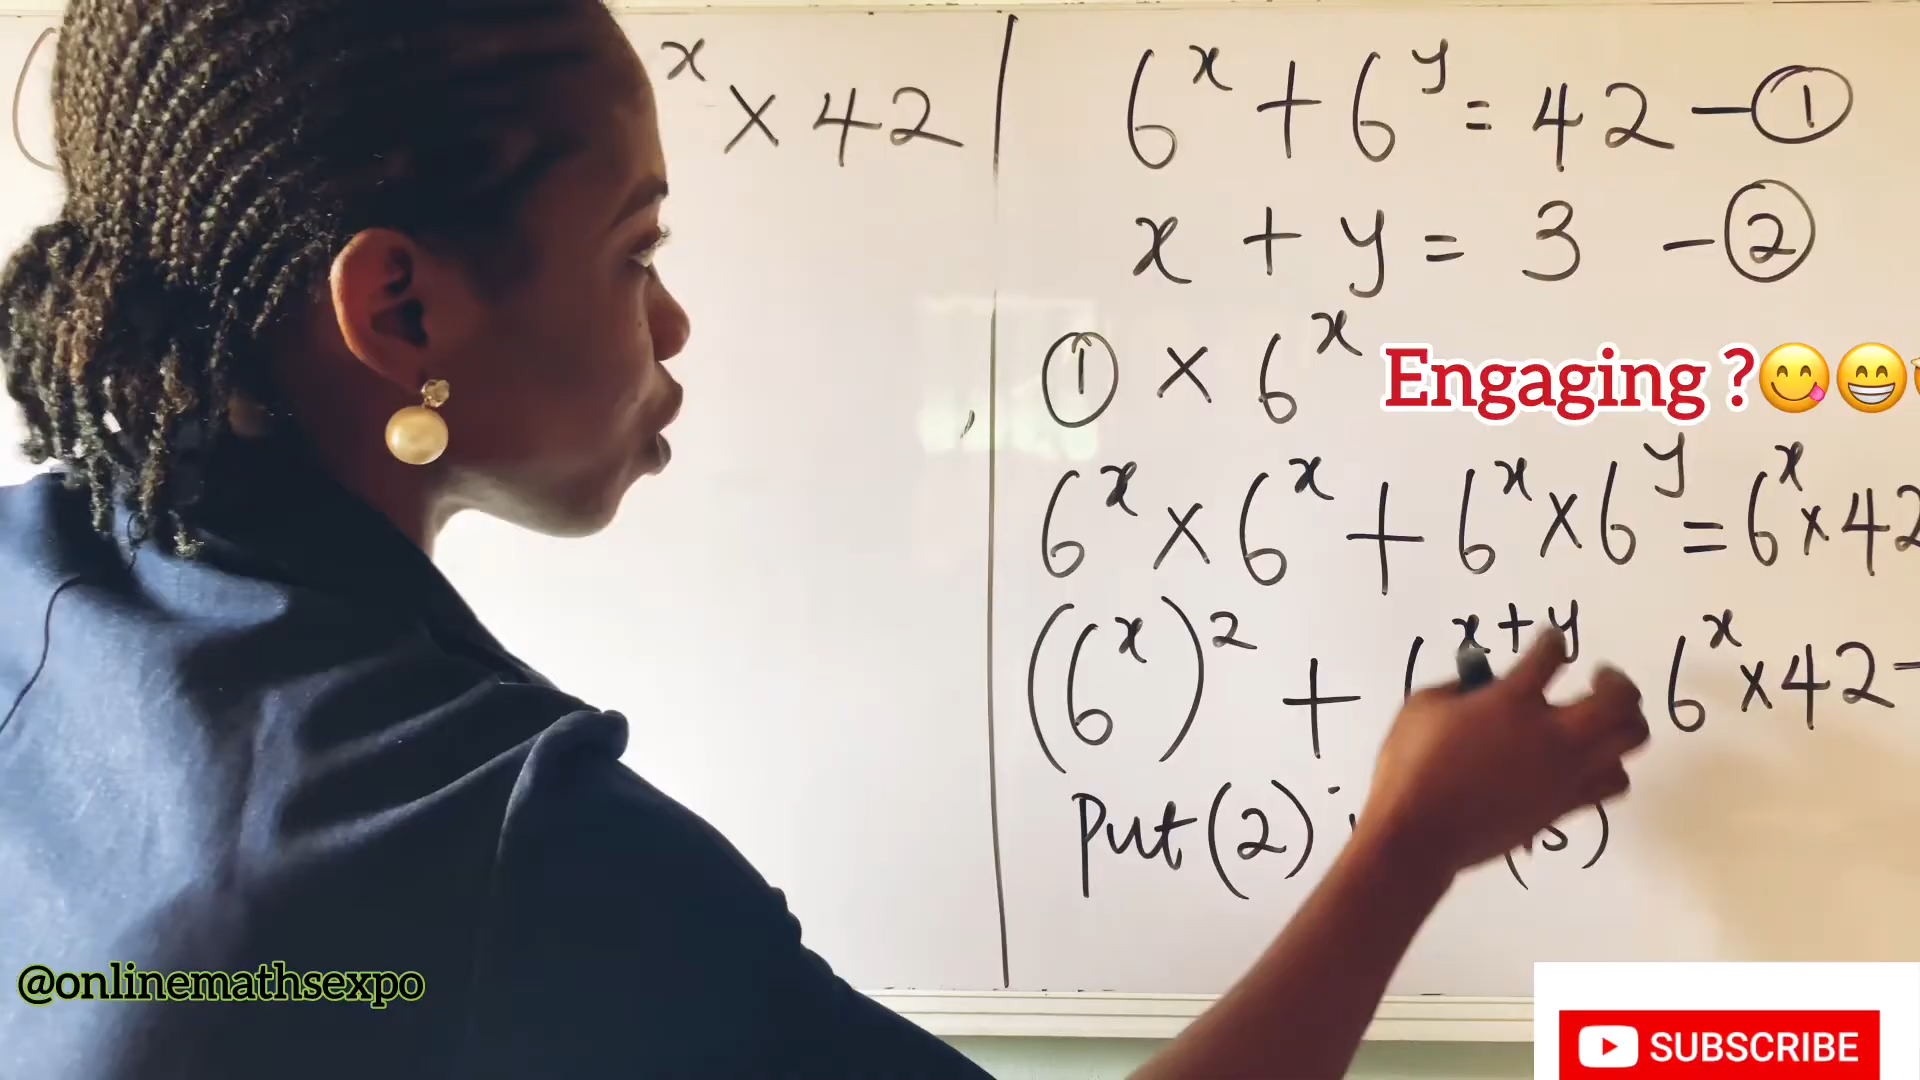 ( x × 42
6^x + 6^y = 42 - ①
x + y = 3 - ②
① × 6^x
Engaging ?😋😁
6^x × 6^x + 6^x × 6^y = 6^x × 42
(6^x)^2 + 6^x+y 6^x × 42 -
Put (2) i
@onlinemathsexpo
SUBSCRIBE